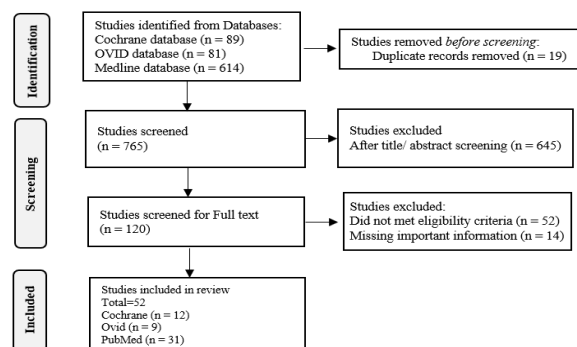 Identification
Studies identified from Databases:
Cochrane database (n = 89)
OVID database (n = 81)
Medline database (n = 614)
Studies removed before screening:
Duplicate records removed (n = 19)
Screening
Studies screened
(n = 765)
Studies excluded
After title/ abstract screening (n = 645)
Studies screened for Full text
(n = 120)
Studies excluded:
Did not met eligibility criteria (n = 52)
Missing important information (n = 14)
Included
Studies included in review
Total=52
Cochrane (n = 12)
Ovid (n = 9)
PubMed (n = 31)